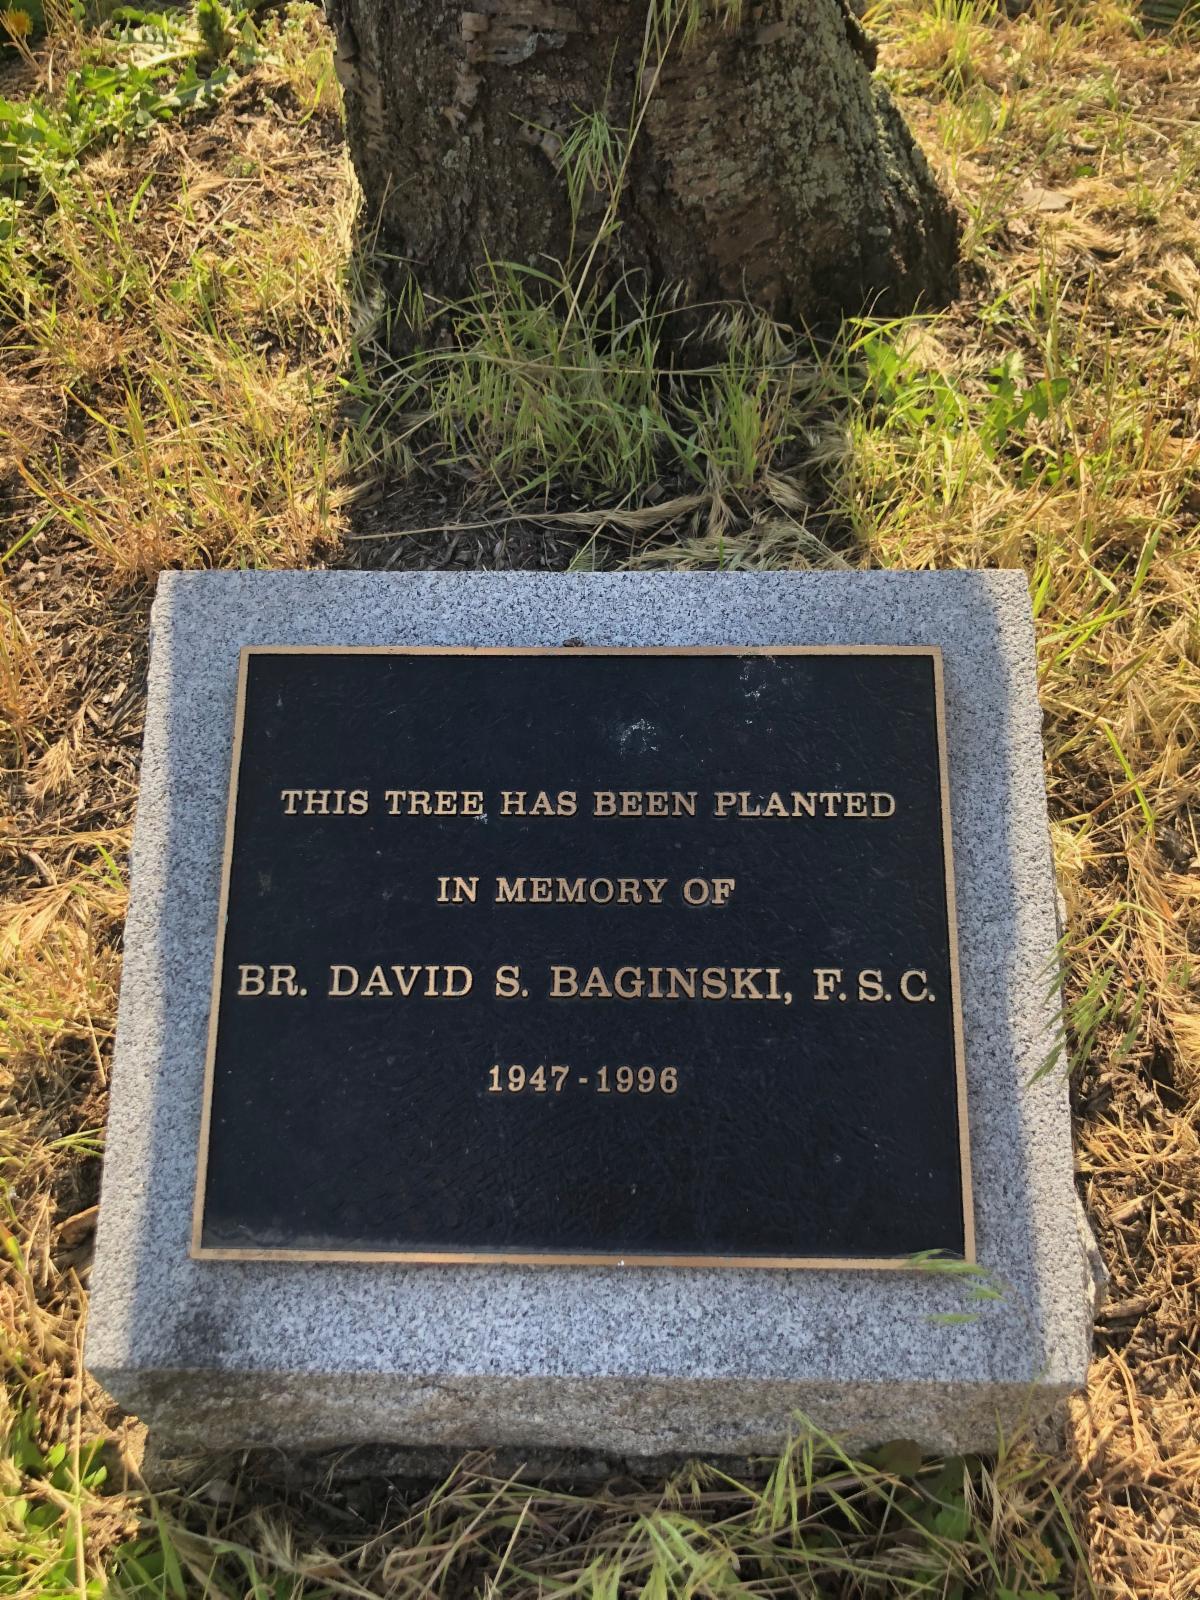 THIS TREE HAS BEEN PLANTED
IN MEMORY OF
BR. DAVID S. BAGINSKI, F.S.C.
1947-1996